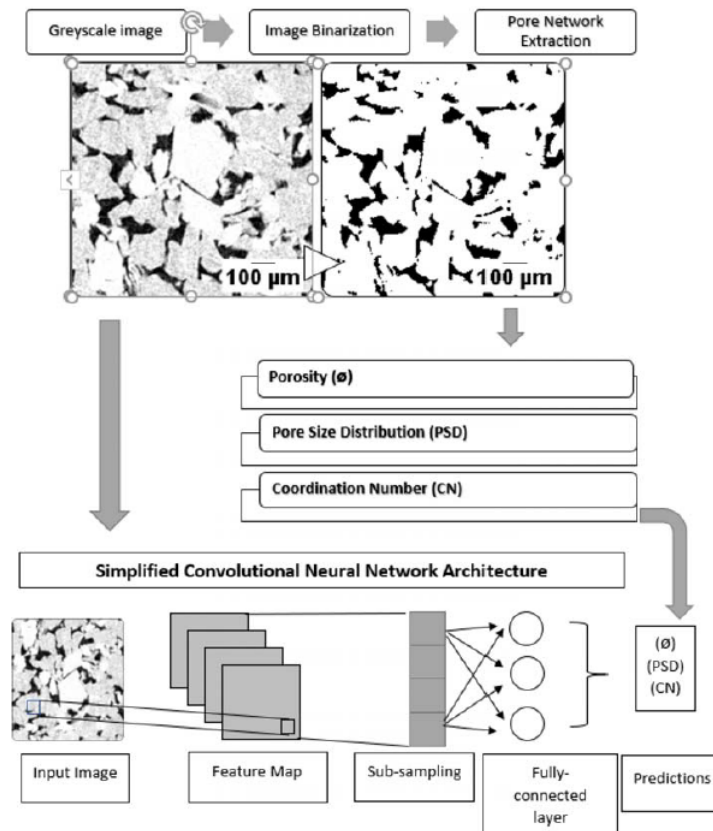 Greyscale image
Image Binarization
Pore Network
Extraction
100 µm
100 µm
Porosity (ø)
Pore Size Distribution (PSD)
Coordination Number (CN)
Simplified Convolutional Neural Network Architecture
(ø)
(PSD)
(CN)
Input Image
Feature Map
Sub-sampling
Fully-
connected
layer
Predictions